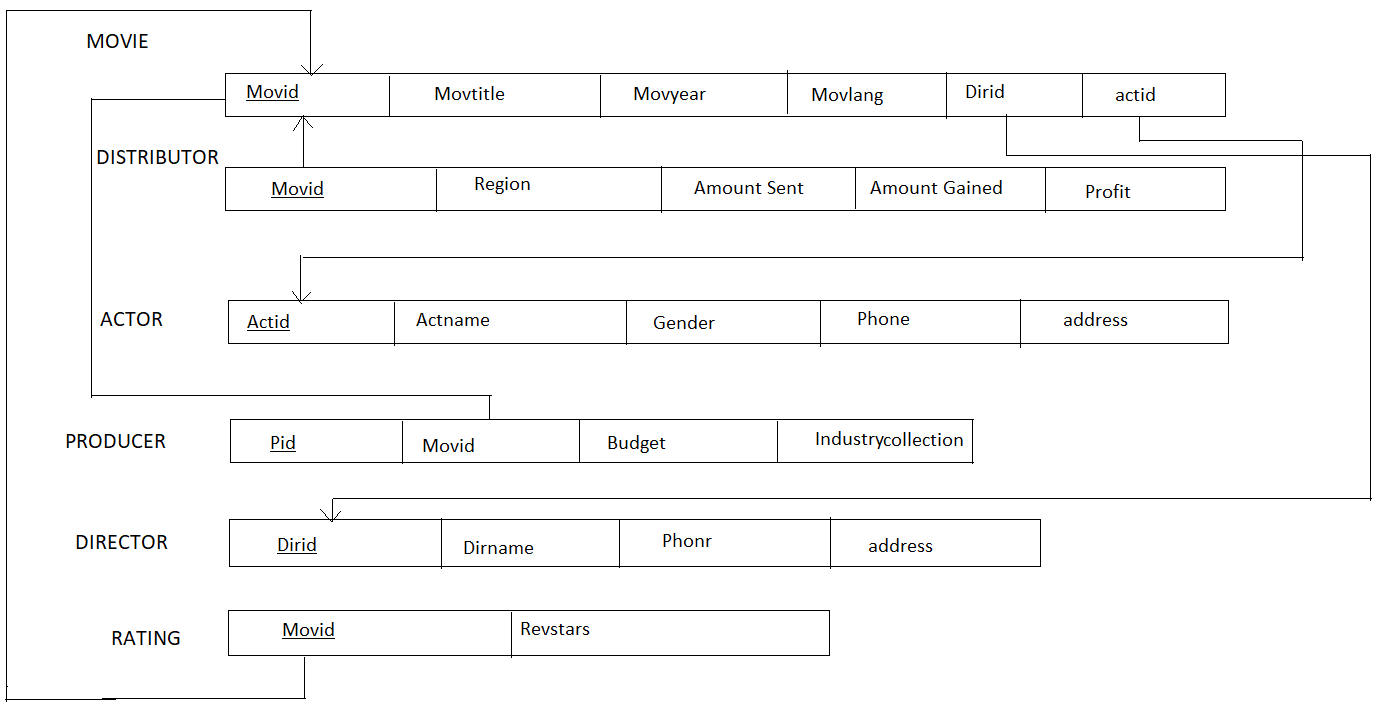 MOVIE
Movid Movtitle Movyear Movlang Dirid actid
DISTRIBUTOR
Movid Region Amount Sent Amount Gained Profit
ACTOR
Actid Actname Gender Phone address
PRODUCER
Pid Movid Budget Industrycollection
DIRECTOR
Dirid Dirname Phonr address
RATING
Movid Revstars